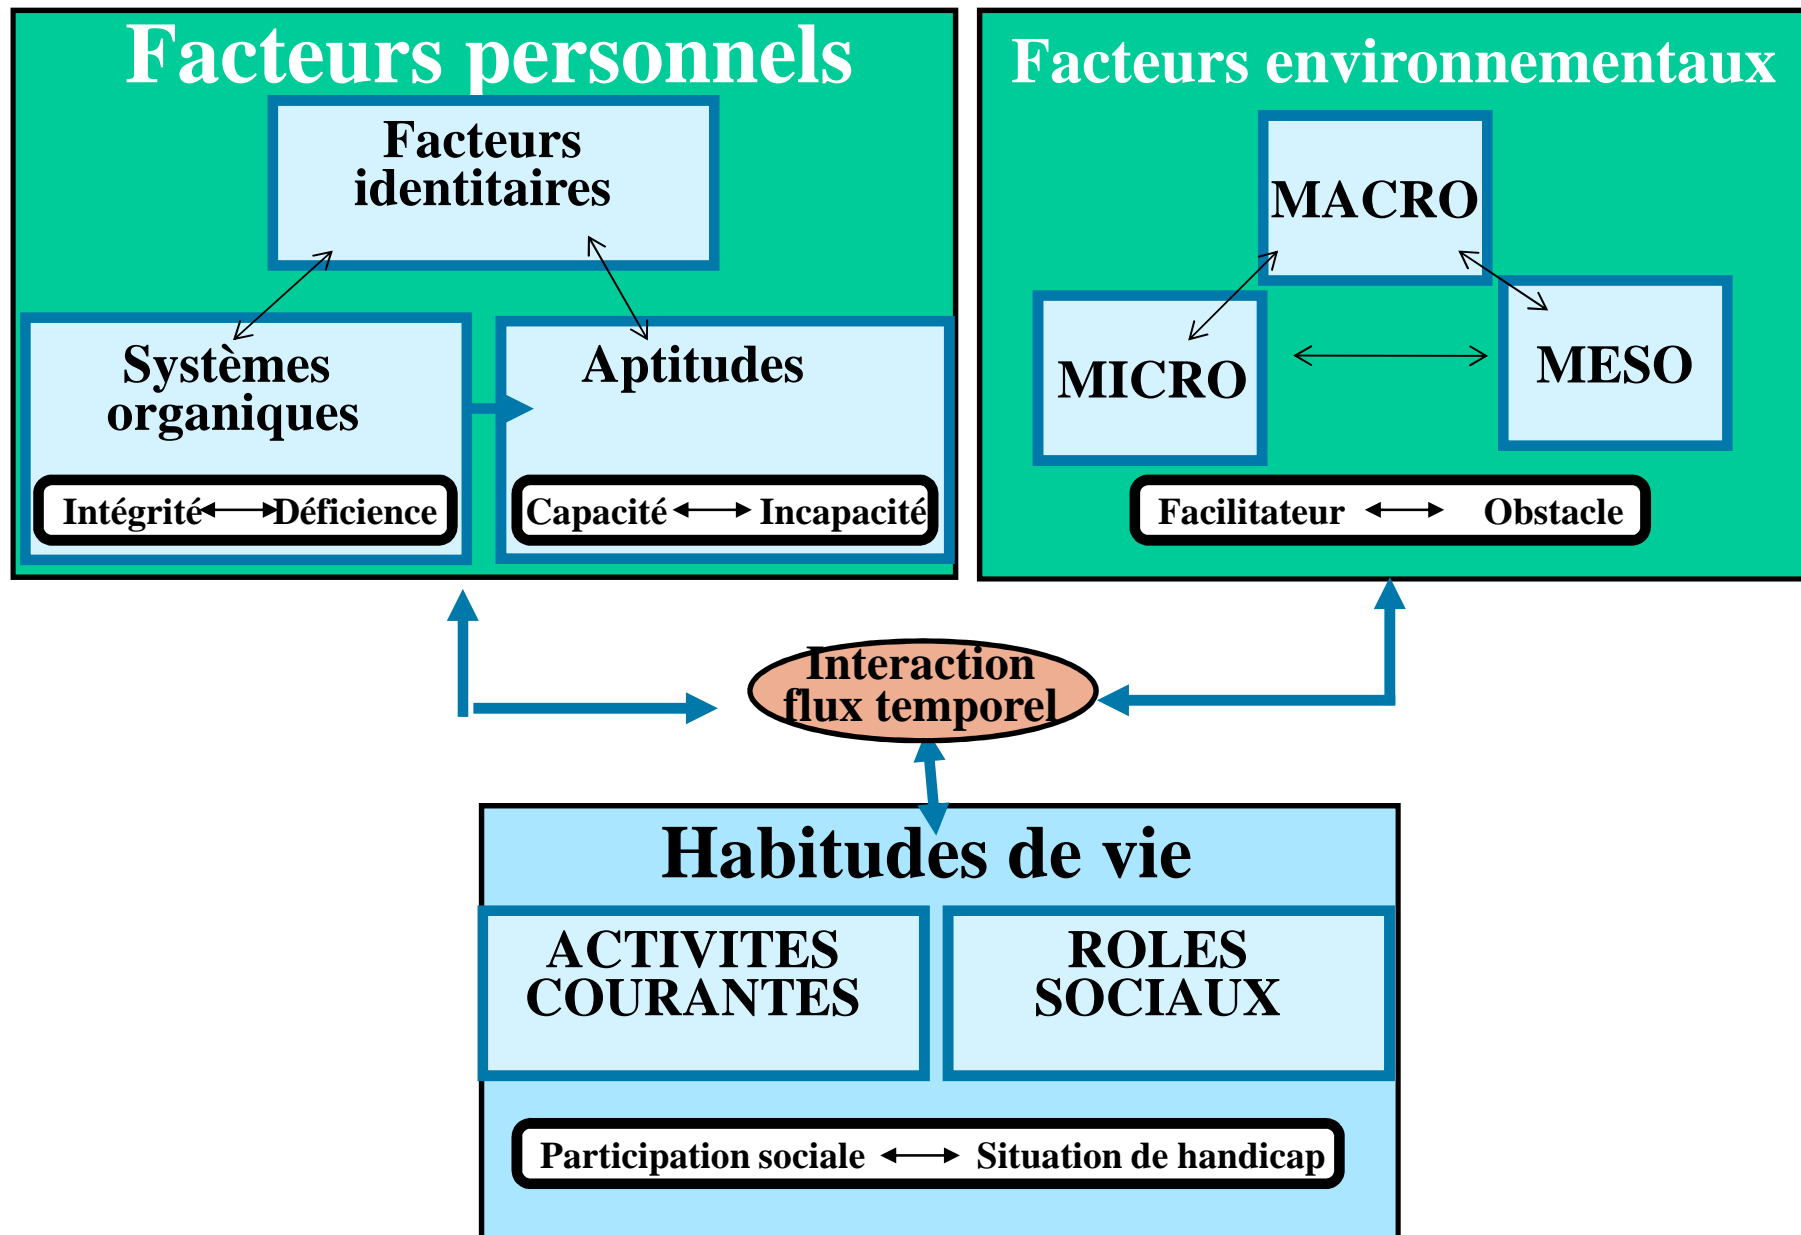 Facteurs personnels
Facteurs
identitaires
Systèmes
organiques
Intégrité Déficience
Aptitudes
Capacité Incapacité
Facteurs environnementaux
MACRO
MICRO
MESO
Facilitateur Obstacle
Interaction
flux temporel
Habitudes de vie
ACTIVITES
COURANTES
ROLES
SOCIAUX
Participation sociale Situation de handicap